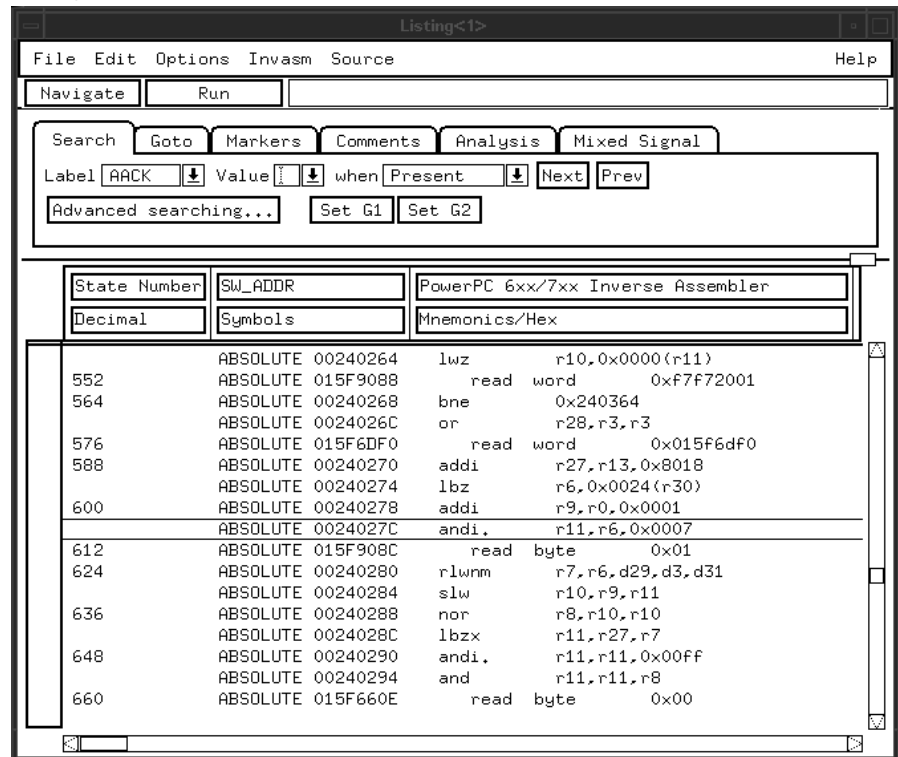 Listing<1>
File Edit Options Invasm Source Help
Navigate Run
Search Goto Markers Comments Analysis Mixed Signal
Label AACK Value when Present Next Prev
Advanced searching... Set G1 Set G2
State Number SW_ADDR PowerPC 6xx/7xx Inverse Assembler
Decimal Symbols Mnemonics/Hex
ABSOLUTE 00240264 lwz r10,0x0000(r11)
552 ABSOLUTE 015F9088 read word 0xf7f72001
564 ABSOLUTE 00240268 bne 0x240364
ABSOLUTE 0024026C or r28,r3,r3
576 ABSOLUTE 015F6DF0 read word 0x015f6df0
588 ABSOLUTE 00240270 addi r27,r13,0x8018
ABSOLUTE 00240274 lbz r6,0x0024(r30)
600 ABSOLUTE 00240278 addi r9,r0,0x0001
ABSOLUTE 0024027C andi. r11,r6,0x0007
612 ABSOLUTE 015F908C read byte 0x01
624 ABSOLUTE 00240280 rlwnm r7,r6,d29,d3,d31
ABSOLUTE 00240284 slw r10,r9,r11
636 ABSOLUTE 00240288 nor r8,r10,r10
ABSOLUTE 0024028C lbzx r11,r27,r7
648 ABSOLUTE 00240290 andi. r11,r11,0x00ff
ABSOLUTE 00240294 and r11,r11,r8
660 ABSOLUTE 015F660E read byte 0x00